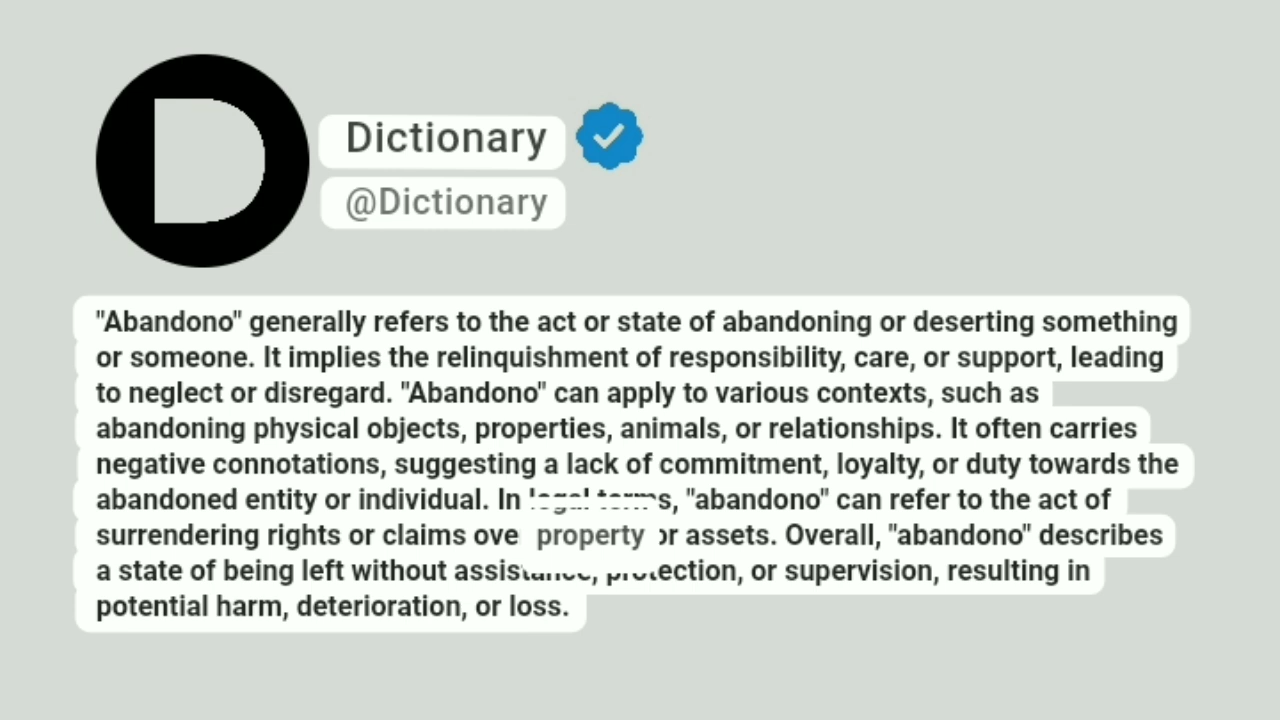 D
Dictionary
@Dictionary
"Abandono" generally refers to the act or state of abandoning or deserting something
or someone. It implies the relinquishment of responsibility, care, or support, leading
to neglect or disregard. "Abandono" can apply to various contexts, such as
abandoning physical objects, properties, animals, or relationships. It often carries
negative connotations, suggesting a lack of commitment, loyalty, or duty towards the
abandoned entity or individual. In legal terms, "abandono" can refer to the act of
surrendering rights or claims ove property or assets. Overall, "abandono" describes
a state of being left without assistance, protection, or supervision, resulting in
potential harm, deterioration, or loss.